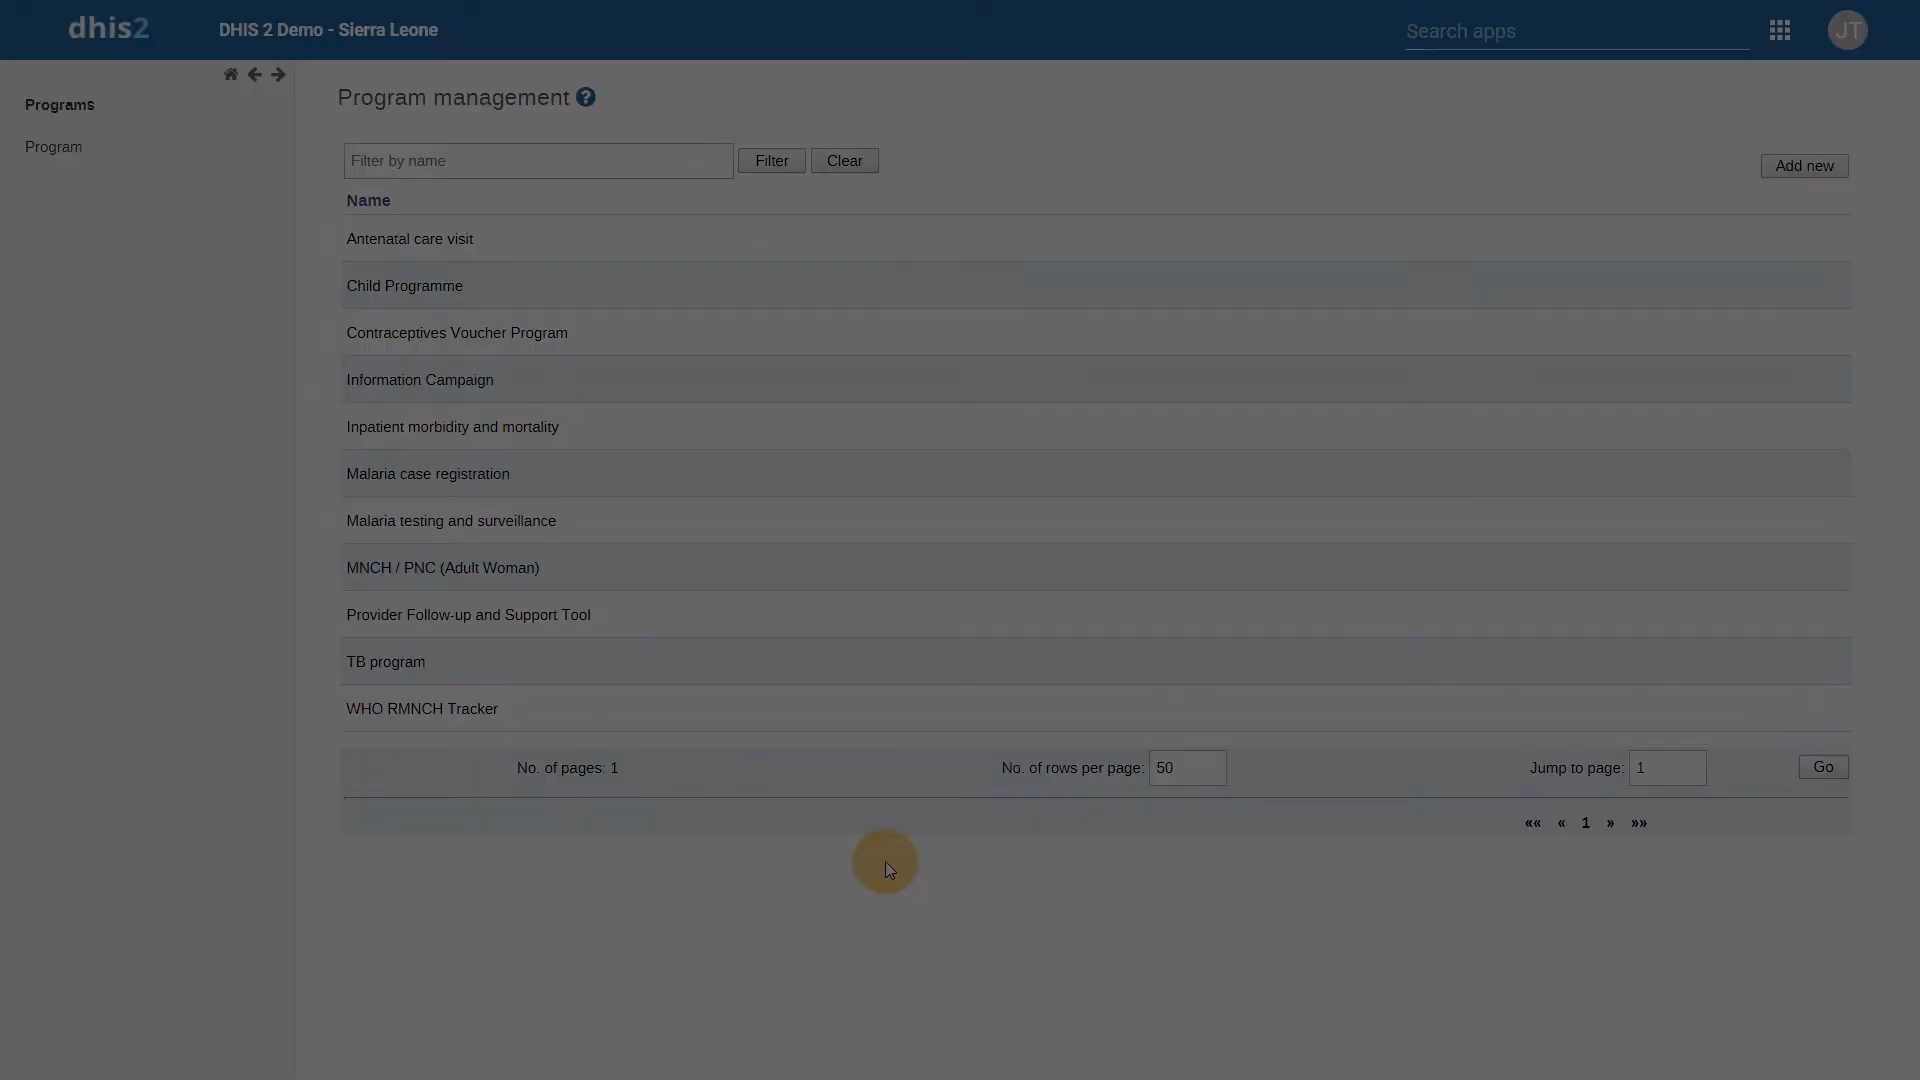 dhis2
DHIS 2 Demo - Sierra Leone
Search apps
JT
Programs
Program
Program management ?
Filter by name
Filter
Clear
Add new
Name
Antenatal care visit
Child Programme
Contraceptives Voucher Program
Information Campaign
Inpatient morbidity and mortality
Malaria case registration
Malaria testing and surveillance
MNCH / PNC (Adult Woman)
Provider Follow-up and Support Tool
TB program
WHO RMNCH Tracker
No. of pages: 1
No. of rows per page: 50
Jump to page: 1
Go
«« « 1 » »»